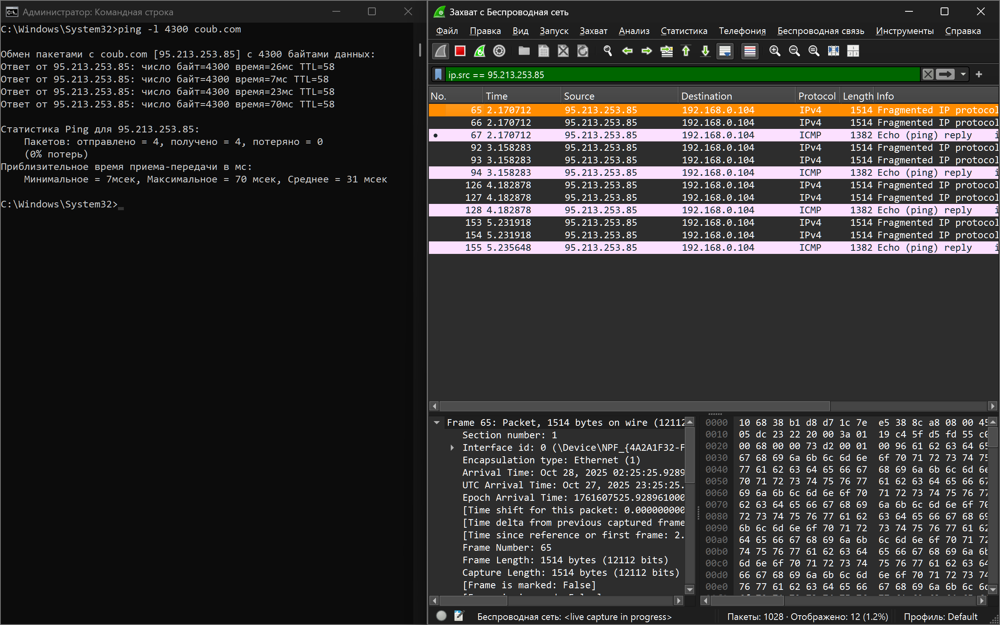 Администратор: Командная строка
C:\Windows\System32>ping -l 4300 coub.com
Обмен пакетами с coub.com [95.213.253.85] с 4300 байтами данных:
Ответ от 95.213.253.85: число байт=4300 время=26мс TTL=58
Ответ от 95.213.253.85: число байт=4300 время=7мс TTL=58
Ответ от 95.213.253.85: число байт=4300 время=23мс TTL=58
Ответ от 95.213.253.85: число байт=4300 время=70мс TTL=58
Статистика Ping для 95.213.253.85:
Пакетов: отправлено = 4, получено = 4, потеряно = 0
(0% потерь)
Приблизительное время приема-передачи в мс:
Минимальное = 7мсек, Максимальное = 70 мсек, Среднее = 31 мсек
C:\Windows\System32>
Захват с Беспроводная сеть
Файл Правка Вид Запуск Захват Анализ Статистика Телефония Беспроводная связь Инструменты Справка
ip.src == 95.213.253.85
No. Time Source Destination Protocol Length Info
65 2.170712 95.213.253.85 192.168.0.104 IPv4 1514 Fragmented IP protocol
66 2.170712 95.213.253.85 192.168.0.104 IPv4 1514 Fragmented IP protocol
67 2.170712 95.213.253.85 192.168.0.104 ICMP 1382 Echo (ping) reply i
92 3.158283 95.213.253.85 192.168.0.104 IPv4 1514 Fragmented IP protocol
93 3.158283 95.213.253.85 192.168.0.104 IPv4 1514 Fragmented IP protocol
94 3.158283 95.213.253.85 192.168.0.104 ICMP 1382 Echo (ping) reply i
126 4.182878 95.213.253.85 192.168.0.104 IPv4 1514 Fragmented IP protocol
127 4.182878 95.213.253.85 192.168.0.104 IPv4 1514 Fragmented IP protocol
128 4.182878 95.213.253.85 192.168.0.104 ICMP 1382 Echo (ping) reply i
153 5.231918 95.213.253.85 192.168.0.104 IPv4 1514 Fragmented IP protocol
154 5.231918 95.213.253.85 192.168.0.104 IPv4 1514 Fragmented IP protocol
155 5.235648 95.213.253.85 192.168.0.104 ICMP 1382 Echo (ping) reply i
Frame 65: Packet, 1514 bytes on wire (12112
Section number: 1
Interface id: 0 (\Device\NPF_{4A2A1F32-F
Encapsulation type: Ethernet (1)
Arrival Time: Oct 28, 2025 02:25:25.9289
UTC Arrival Time: Oct 27, 2025 23:25:25.
Epoch Arrival Time: 1761607525.928961000
[Time shift for this packet: 0.000000000
[Time delta from previous captured frame
[Time since reference or first frame: 2.
Frame Number: 65
Frame Length: 1514 bytes (12112 bits)
Capture Length: 1514 bytes (12112 bits)
[Frame is marked: False]
0000 10 68 38 b1 d8 d7 1c 7e e5 38 8c a8 08 00 45
0010 05 dc 23 22 20 00 3a 01 19 c4 5f d5 fd 55 c0
0020 00 68 00 00 73 d2 00 01 00 96 61 62 63 64 65
0030 67 68 69 6a 6b 6c 6d 6e 6f 70 71 72 73 74 75
0040 77 61 62 63 64 65 66 67 68 69 6a 6b 6c 6d 6e
0050 70 71 72 73 74 75 76 77 61 62 63 64 65 66 67
0060 69 6a 6b 6c 6d 6e 6f 70 71 72 73 74 75 76 77
0070 62 63 64 65 66 67 68 69 6a 6b 6c 6d 6e 6f 70
0080 72 73 74 75 76 77 61 62 63 64 65 66 67 68 69
0090 6b 6c 6d 6e 6f 70 71 72 73 74 75 76 77 61 62
00a0 64 65 66 67 68 69 6a 6b 6c 6d 6e 6f 70 71 72
00b0 74 75 76 77 61 62 63 64 65 66 67 68 69 6a 6b
00c0 6d 6e 6f 70 71 72 73 74 75 76 77 61 62 63 64
00d0 66 67 68 69 6a 6b 6c 6d 6e 6f 70 71 72 73 74
00e0 76 77 61 62 63 64 65 66 67 68 69 6a 6b 6c 6d
Беспроводная сеть: <live capture in progress>
Пакеты: 1028 · Отображено: 12 (1.2%)
Профиль: Default